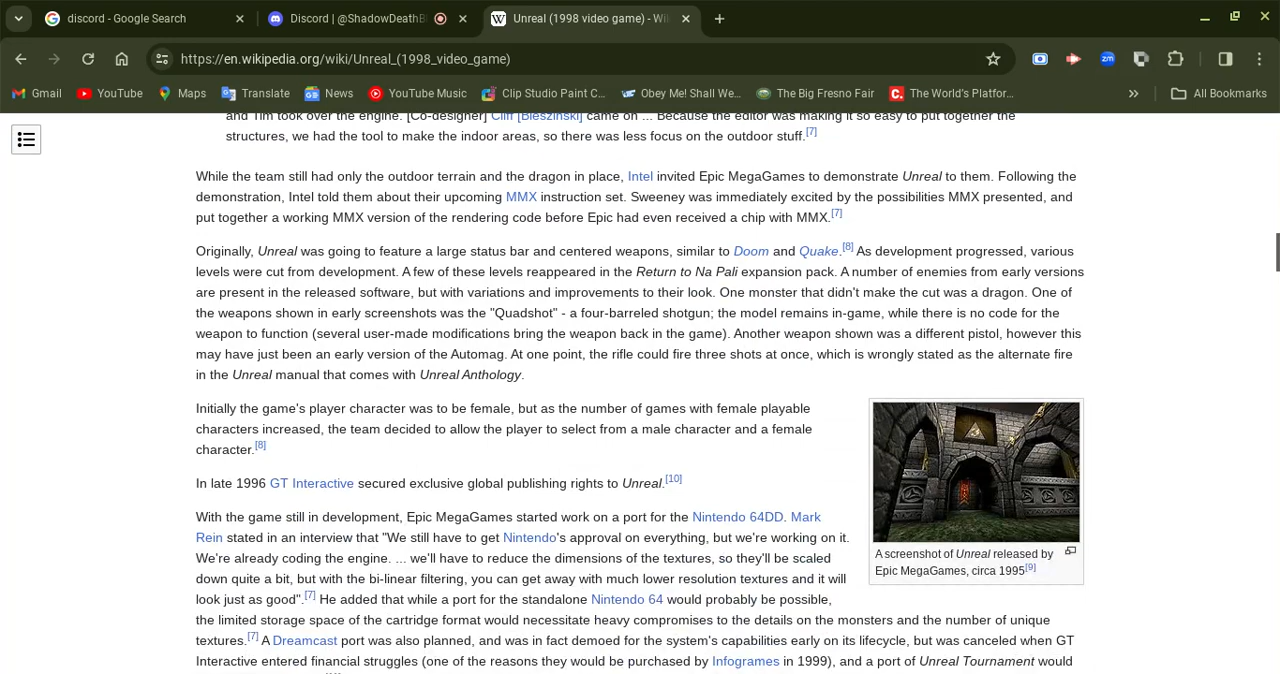 discord - Google Search
Discord | @ShadowDeathBl
Unreal (1998 video game) - Wi
https://en.wikipedia.org/wiki/Unreal_(1998_video_game)
Gmail
YouTube
Maps
Translate
News
YouTube Music
Clip Studio Paint C...
Obey Me! Shall We...
The Big Fresno Fair
The World's Platfor...
All Bookmarks
and Tim took over the engine. [Co-designer] Cliff [Bleszinski] came on ... Because the editor was making it so easy to put together the
structures, we had the tool to make the indoor areas, so there was less focus on the outdoor stuff.[7]
While the team still had only the outdoor terrain and the dragon in place, Intel invited Epic MegaGames to demonstrate Unreal to them. Following the
demonstration, Intel told them about their upcoming MMX instruction set. Sweeney was immediately excited by the possibilities MMX presented, and
put together a working MMX version of the rendering code before Epic had even received a chip with MMX.[7]
Originally, Unreal was going to feature a large status bar and centered weapons, similar to Doom and Quake.[8] As development progressed, various
levels were cut from development. A few of these levels reappeared in the Return to Na Pali expansion pack. A number of enemies from early versions
are present in the released software, but with variations and improvements to their look. One monster that didn't make the cut was a dragon. One of
the weapons shown in early screenshots was the "Quadshot" - a four-barreled shotgun; the model remains in-game, while there is no code for the
weapon to function (several user-made modifications bring the weapon back in the game). Another weapon shown was a different pistol, however this
may have just been an early version of the Automag. At one point, the rifle could fire three shots at once, which is wrongly stated as the alternate fire
in the Unreal manual that comes with Unreal Anthology.
Initially the game's player character was to be female, but as the number of games with female playable
characters increased, the team decided to allow the player to select from a male character and a female
character.[8]
In late 1996 GT Interactive secured exclusive global publishing rights to Unreal.[10]
With the game still in development, Epic MegaGames started work on a port for the Nintendo 64DD. Mark
Rein stated in an interview that "We still have to get Nintendo's approval on everything, but we're working on it.
We're already coding the engine. ... we'll have to reduce the dimensions of the textures, so they'll be scaled
down quite a bit, but with the bi-linear filtering, you can get away with much lower resolution textures and it will
look just as good".[7] He added that while a port for the standalone Nintendo 64 would probably be possible,
the limited storage space of the cartridge format would necessitate heavy compromises to the details on the monsters and the number of unique
textures.[7] A Dreamcast port was also planned, and was in fact demoed for the system's capabilities early on its lifecycle, but was canceled when GT
Interactive entered financial struggles (one of the reasons they would be purchased by Infogrames in 1999), and a port of Unreal Tournament would
A screenshot of Unreal released by
Epic MegaGames, circa 1995[9]